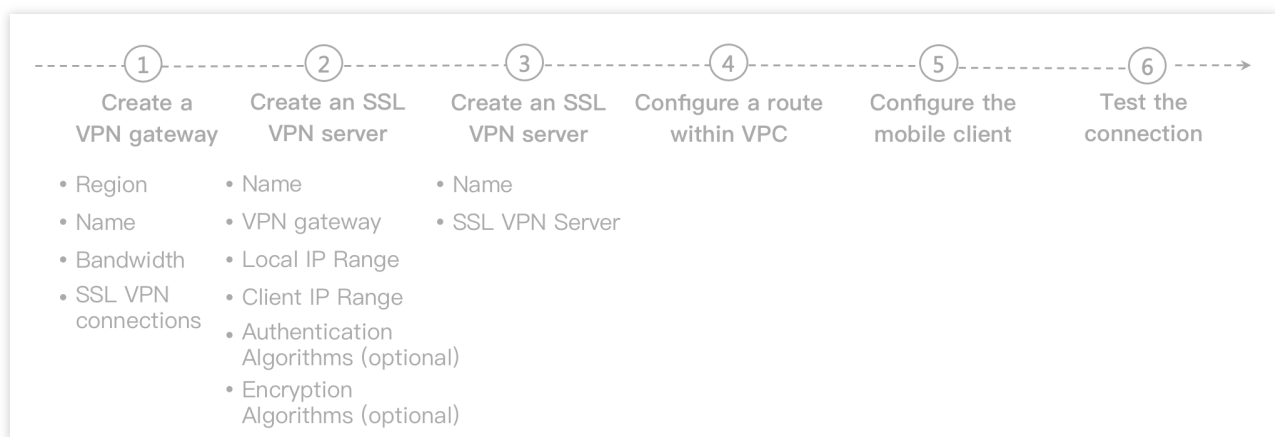 1
Create a
VPN gateway
• Region
• Name
• Bandwidth
• SSL VPN
connections
2
Create an SSL
VPN server
• Name
• VPN gateway
• Local IP Range
• Client IP Range
• Authentication
Algorithms (optional)
• Encryption
Algorithms (optional)
3
Create an SSL
VPN server
• Name
• SSL VPN Server
4
Configure a route
within VPC
5
Configure the
mobile client
6
Test the
connection